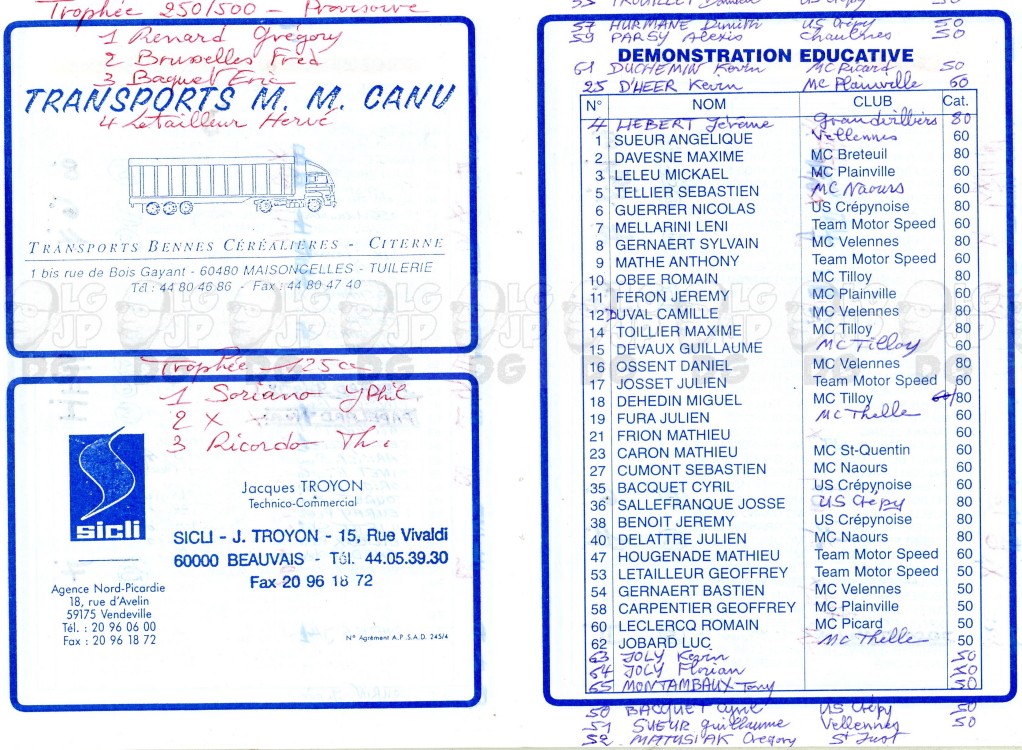 Trophée 250/500 - Provisoire
1 Renard Grégory
2 Bruxelles Fred
3 Baquet Eric
TRANSPORTS M. M. CANU
4 Letailleur Hervé
TRANSPORTS BENNES CÉRÉALIERES - CITERNE
1 bis rue de Bois Gayant - 60480 MAISONCELLES - TUILERIE
Tél : 44 80 46 86 - Fax : 44 80 47 40
Trophée 125cc
1 Soriano JPhil
2 X
3 Ricordo Th
sicli
Jacques TROYON
Technico-Commercial
SICLI - J. TROYON - 15, Rue Vivaldi
60000 BEAUVAIS - Tél. 44.05.39.30
Fax 20 96 18 72
Agence Nord-Picardie
18, rue d'Avelin
59175 Vendeville
Tél. : 20 96 06 00
Fax : 20 96 18 72
N° Agrément A.P.S.A.D. 245/4
57 HURMANE Dimitri US Crépy 50
59 PARSY Alexis Chaulnes 50
DEMONSTRATION EDUCATIVE
61 DUCHEMIN Kevin MC Picard 50
25 D'HEER Kevin MC Plainville 60
N° NOM CLUB Cat.
4 HEBERT Jérôme Grandvilliers 80
1 SUEUR ANGELIQUE Vellennes 60
2 DAVESNE MAXIME MC Breteuil 80
3 LELEU MICKAEL MC Plainville 60
5 TELLIER SEBASTIEN MC Naours 60
6 GUERRER NICOLAS US Crépynoise 80
7 MELLARINI LENI Team Motor Speed 60
8 GERNAERT SYLVAIN MC Velennes 80
9 MATHE ANTHONY Team Motor Speed 60
10 OBEE ROMAIN MC Tilloy 80
11 FERON JEREMY MC Plainville 60
12 DUVAL CAMILLE MC Velennes 80
14 TOILLIER MAXIME MC Tilloy 80
15 DEVAUX GUILLAUME MC Tilloy 60
16 OSSENT DANIEL MC Velennes 80
17 JOSSET JULIEN Team Motor Speed 60
18 DEHEDIN MIGUEL MC Tilloy 60/80
19 FURA JULIEN MC Thelle 60
21 FRION MATHIEU 60
23 CARON MATHIEU MC St-Quentin 60
27 CUMONT SEBASTIEN MC Naours 60
35 BACQUET CYRIL US Crépynoise 80
36 SALLEFRANQUE JOSSE US Crépy 80
38 BENOIT JEREMY US Crépynoise 80
40 DELATTRE JULIEN MC Naours 80
47 HOUGENADE MATHIEU Team Motor Speed 60
53 LETAILLEUR GEOFFREY Team Motor Speed 50
54 GERNAERT BASTIEN MC Velennes 50
58 CARPENTIER GEOFFREY MC Plainville 50
60 LECLERCQ ROMAIN MC Picard 50
62 JOBARD LUC MC Thelle 50
63 JOLY Kevin 50
64 JOLY Florian 50
65 MONTAMBAUX Tony 50
50 BACQUET Cyril US Crépy 50
51 SUEUR Guillaume Vellennes 50
52 MATUSIAK Gregory St Just